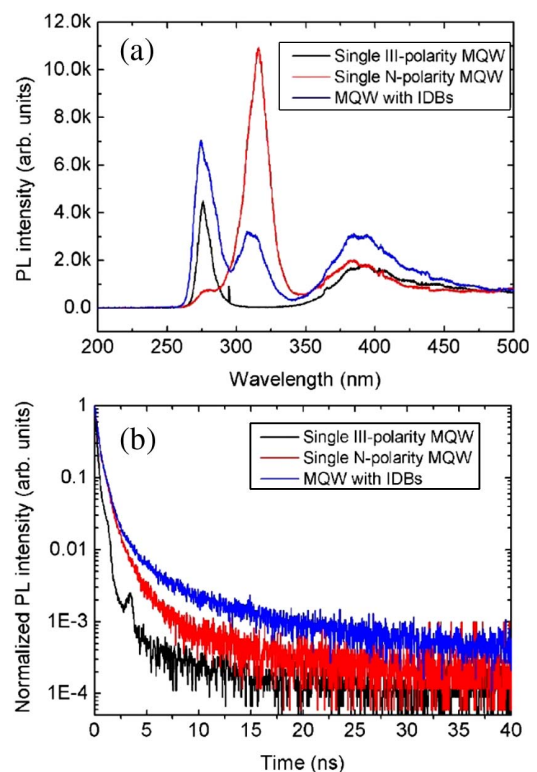 (a)
Single III-polarity MQW
Single N-polarity MQW
MQW with IDBs
PL intensity (arb. units)
12.0k
10.0k
8.0k
6.0k
4.0k
2.0k
0.0
200 250 300 350 400 450 500
Wavelength (nm)
(b)
Single III-polarity MQW
Single N-polarity MQW
MQW with IDBs
Normalized PL intensity (arb. units)
1
0.1
0.01
1E-3
1E-4
0 5 10 15 20 25 30 35 40
Time (ns)